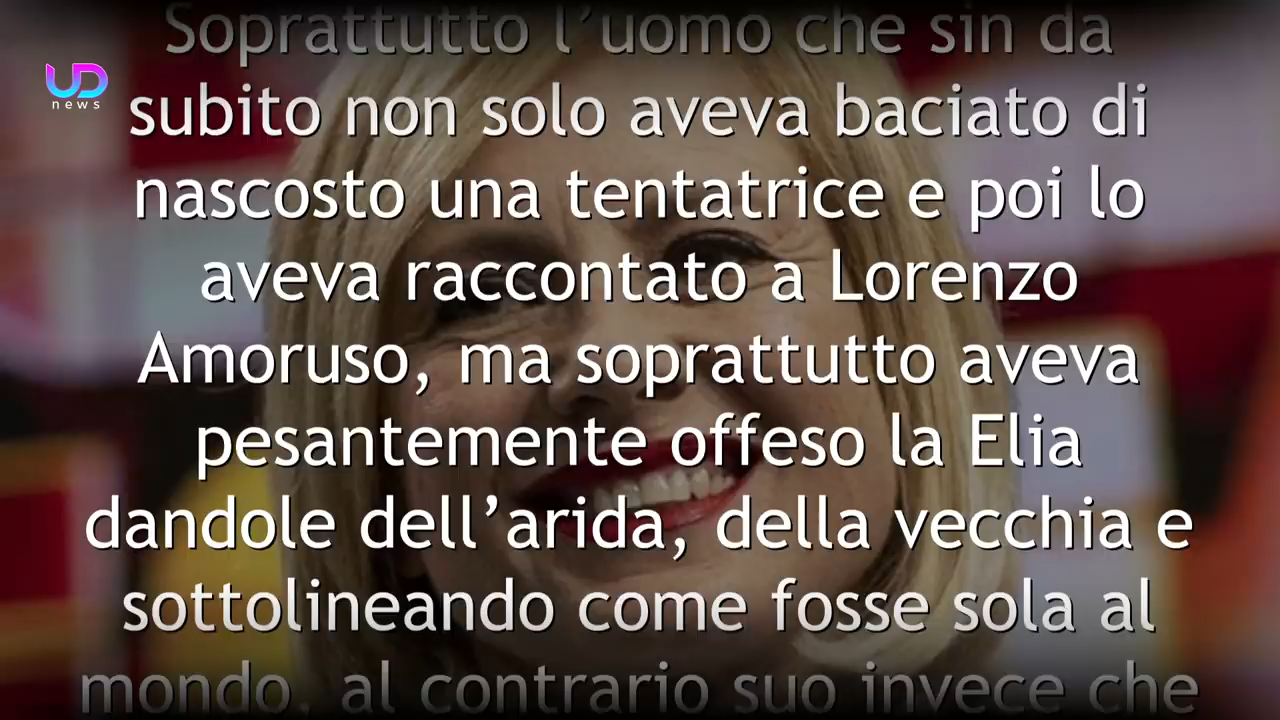 Soprattutto l’uomo che sin da
UD
news
subito non solo aveva baciato di
nascosto una tentatrice e poi lo
aveva raccontato a Lorenzo
Amoruso, ma soprattutto aveva
pesantemente offeso la Elia
dandole dell’arida, della vecchia e
sottolineando come fosse sola al
mondo, al contrario suo invece che